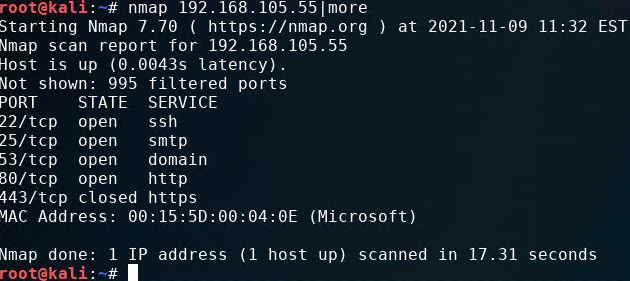 root@kali:~# nmap 192.168.105.55|more
Starting Nmap 7.70 ( https://nmap.org ) at 2021-11-09 11:32 EST
Nmap scan report for 192.168.105.55
Host is up (0.0043s latency).
Not shown: 995 filtered ports
PORT    STATE  SERVICE
22/tcp  open   ssh
25/tcp  open   smtp
53/tcp  open   domain
80/tcp  open   http
443/tcp closed https
MAC Address: 00:15:5D:00:04:0E (Microsoft)
Nmap done: 1 IP address (1 host up) scanned in 17.31 seconds
root@kali:~#